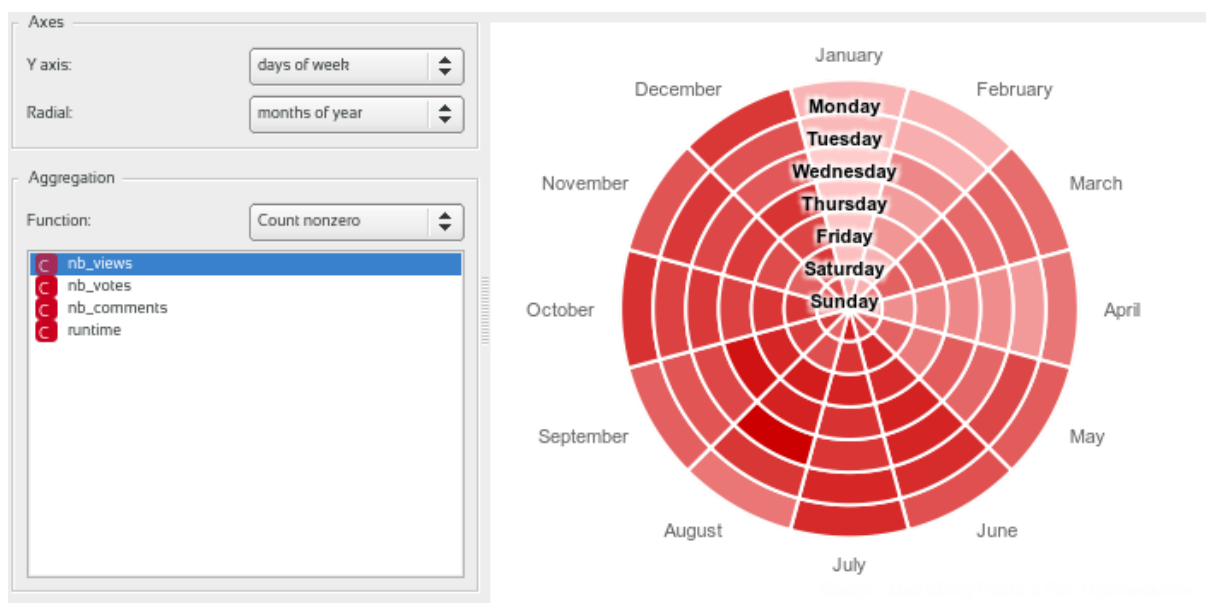 Axes
Y axis:
days of week
Radial:
months of year
Aggregation
Function:
Count nonzero
C nb_views
C nb_votes
C nb_comments
C runtime
January
February
March
April
May
June
July
August
September
October
November
December
Monday
Tuesday
Wednesday
Thursday
Friday
Saturday
Sunday